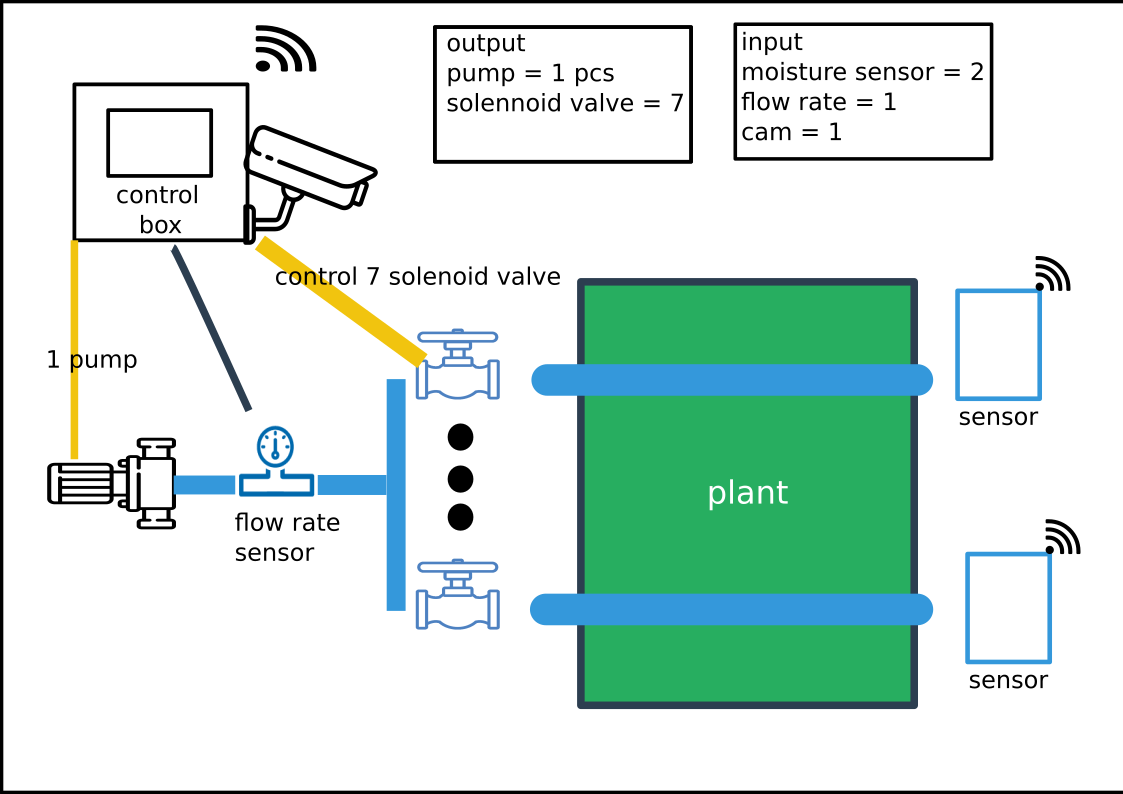 output
pump = 1 pcs
solennoid valve = 7
input
moisture sensor = 2
flow rate = 1
cam = 1
control
box
control 7 solenoid valve
1 pump
sensor
plant
flow rate
sensor
sensor